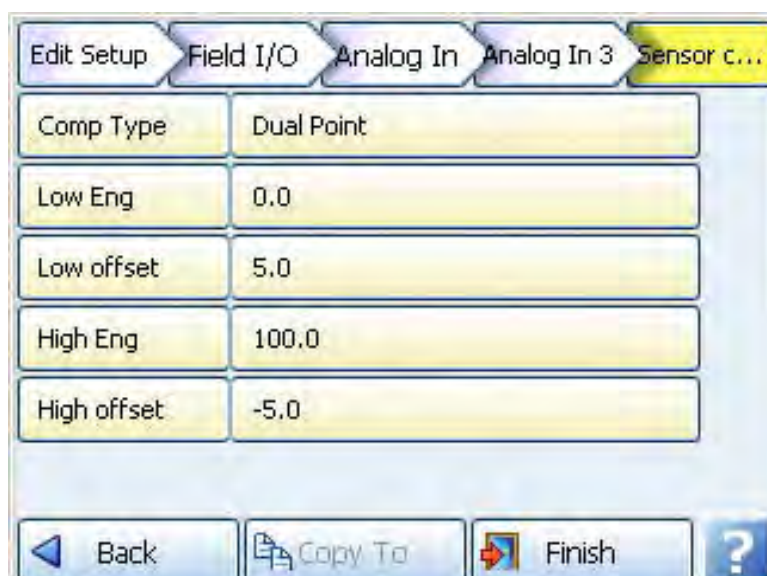 Edit Setup Field I/O Analog In Analog In 3 Sensor c...
Comp Type Dual Point
Low Eng 0.0
Low offset 5.0
High Eng 100.0
High offset -5.0
Back Copy To Finish ?